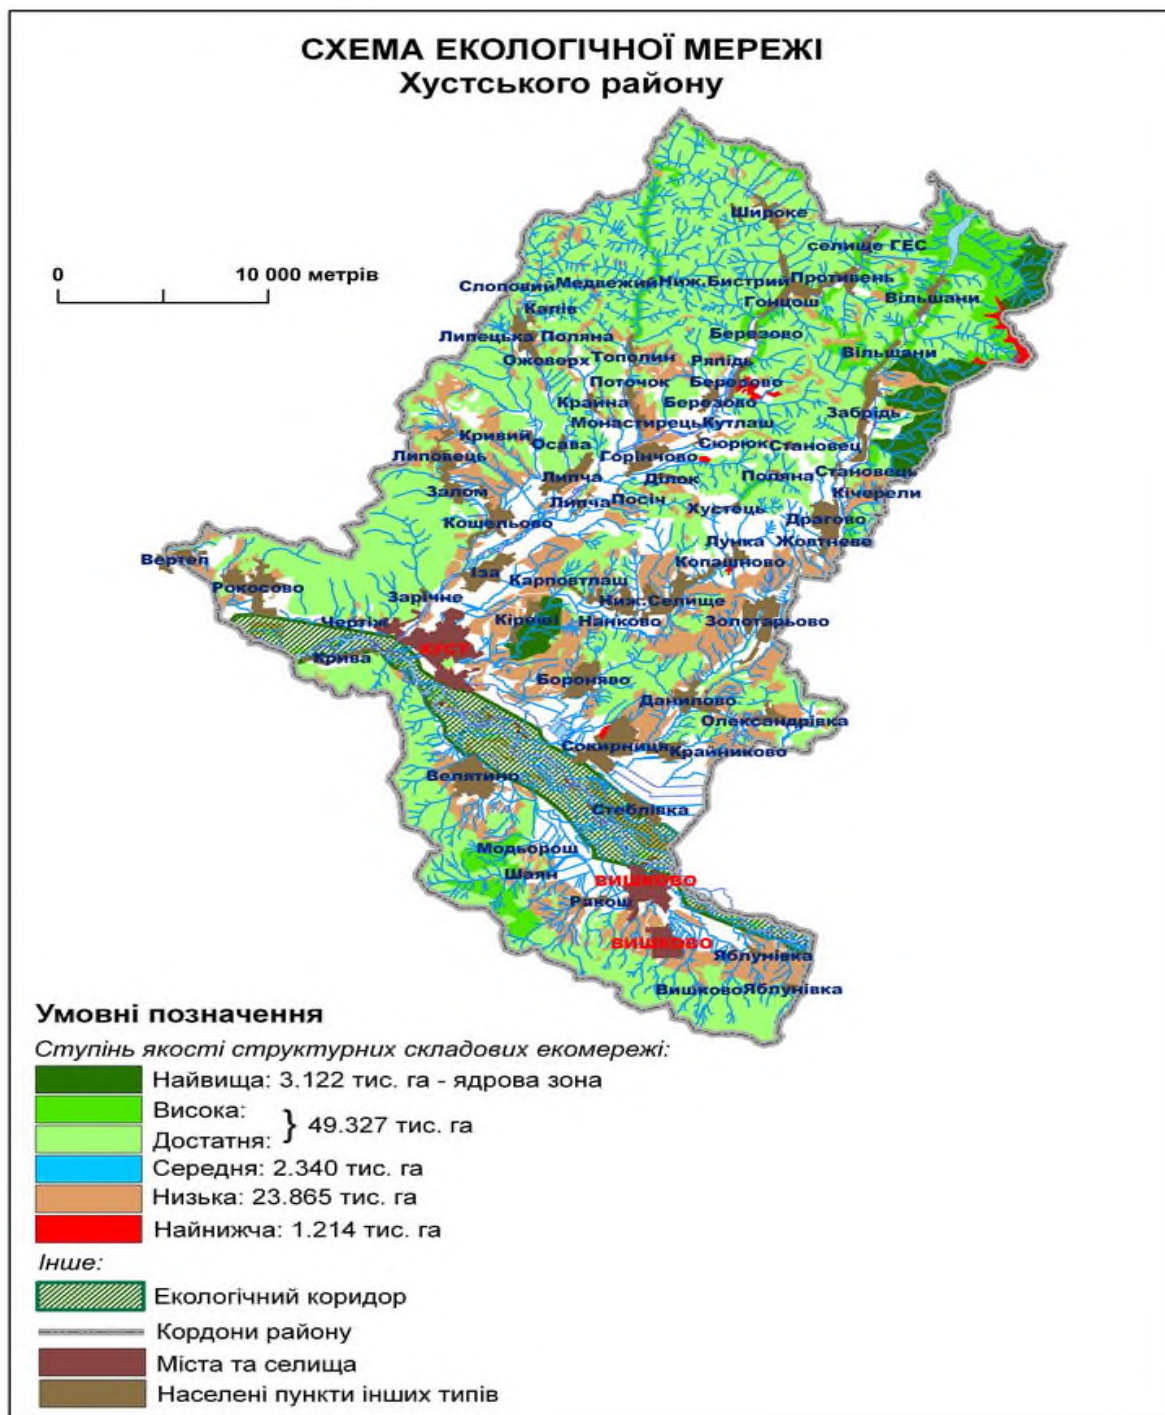 СХЕМА ЕКОЛОГІЧНОЇ МЕРЕЖІ
Хустського району
0 10 000 метрів
Широке
селище ГЕС
Слоповий Медвежий Ниж.Бистрий Противень
Гонцош Вільшани
Калів
Липецька Поляна Березово
Ожоверх Тополин Ряпідь Вільшани
Поточок Березово
Крайна Березово Забрідь
Монастирець Кутлаш
Кривий Осава Сюрюк Становец
Липовець Горінчово
Липча Ділок Поляна Становець
Залом Липча Посіч Кічерели
Кошельово Хустець Драгово
Лунка Жовтневе
Вертеп Копашново
Іза Карповтлаш
Рокосово Зарічне Ниж.Селище
Чертіж Кіреші Нанково Золотарьово
Крива ХУСТ
Бороняво
Данилово
Олександрівка
Сокирниця Крайниково
Велятино
Стеблівка
Модьорош
Шаян
ВИШКОВО
Ракош
ВИШКОВО
Яблунівка
Вишково Яблунівка
Умовні позначення
Ступінь якості структурних складових екомережі:
Найвища: 3.122 тис. га - ядрова зона
Висока:
} 49.327 тис. га
Достатня:
Середня: 2.340 тис. га
Низька: 23.865 тис. га
Найнижча: 1.214 тис. га
Інше:
Екологічний коридор
Кордони району
Міста та селища
Населені пункти інших типів